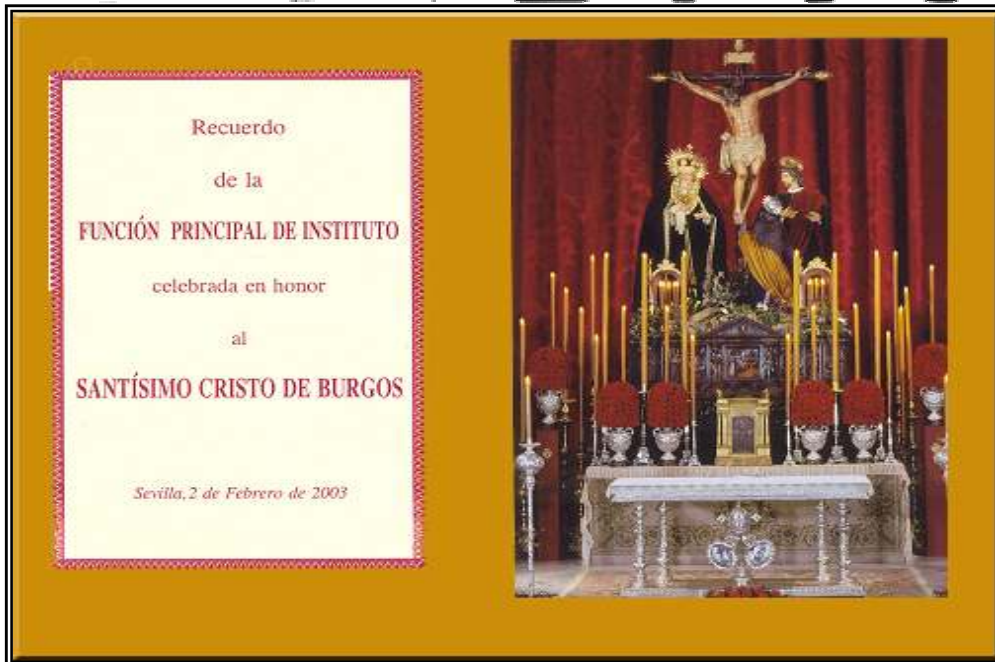 Recuerdo
de la
FUNCIÓN PRINCIPAL DE INSTITUTO
celebrada en honor
al
SANTÍSIMO CRISTO DE BURGOS
Sevilla, 2 de Febrero de 2003